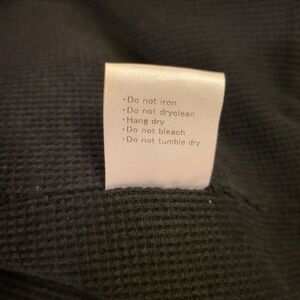 ・Do not iron
・Do not dryclean
・Hang dry
・Do not bleach
・Do not tumble dry